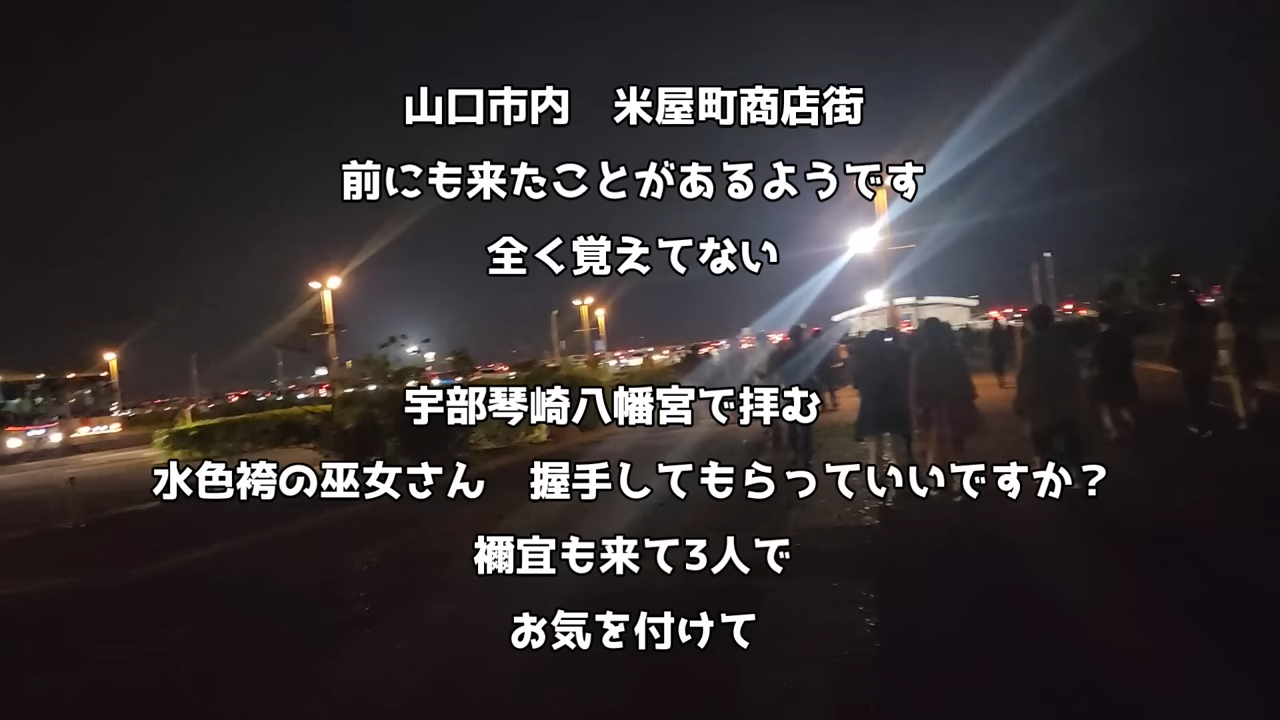 山口市内　米屋町商店街
前にも来たことがあるようです
全く覚えてない
宇部琴崎八幡宮で拝む
水色袴の巫女さん　握手してもらっていいですか？
禰宜も来て3人で
お気を付けて